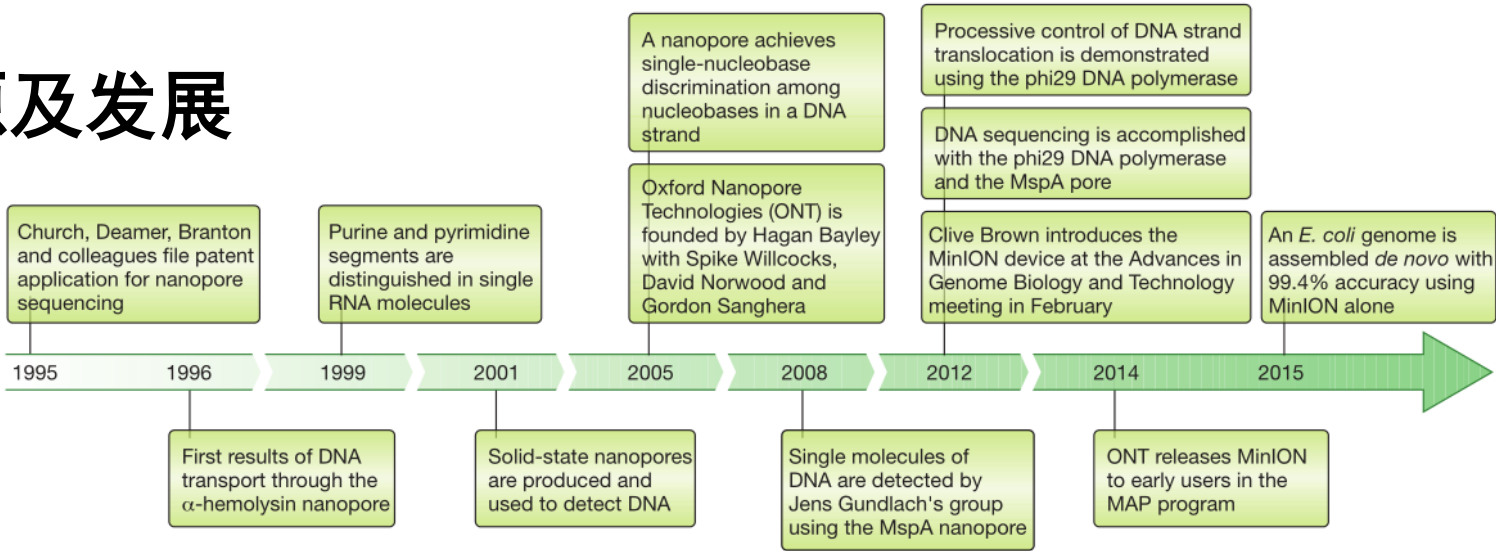 源及发展
A nanopore achieves
single-nucleobase
discrimination among
nucleobases in a DNA
strand
Processive control of DNA strand
translocation is demonstrated
using the phi29 DNA polymerase
DNA sequencing is accomplished
with the phi29 DNA polymerase
and the MspA pore
Oxford Nanopore
Technologies (ONT) is
founded by Hagan Bayley
with Spike Willcocks,
David Norwood and
Gordon Sanghera
Church, Deamer, Branton
and colleagues file patent
application for nanopore
sequencing
Purine and pyrimidine
segments are
distinguished in single
RNA molecules
Clive Brown introduces the
MinION device at the Advances in
Genome Biology and Technology
meeting in February
An E. coli genome is
assembled de novo with
99.4% accuracy using
MinION alone
1995 1996 1999 2001 2005 2008 2012 2014 2015
First results of DNA
transport through the
α-hemolysin nanopore
Solid-state nanopores
are produced and
used to detect DNA
Single molecules of
DNA are detected by
Jens Gundlach's group
using the MspA nanopore
ONT releases MinION
to early users in the
MAP program